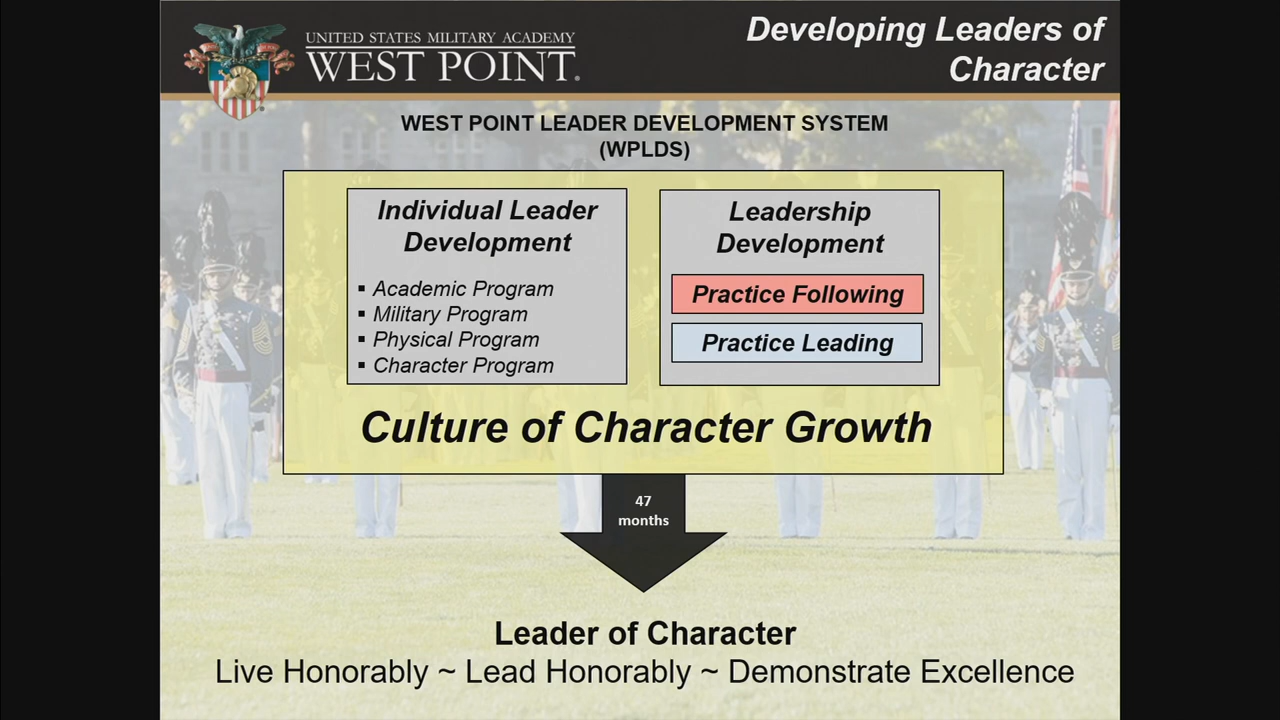 UNITED STATES MILITARY ACADEMY
WEST POINT.
Developing Leaders of
Character
WEST POINT LEADER DEVELOPMENT SYSTEM
(WPLDS)
Individual Leader
Development
▪ Academic Program
▪ Military Program
▪ Physical Program
▪ Character Program
Leadership
Development
Practice Following
Practice Leading
Culture of Character Growth
47
months
Leader of Character
Live Honorably ~ Lead Honorably ~ Demonstrate Excellence